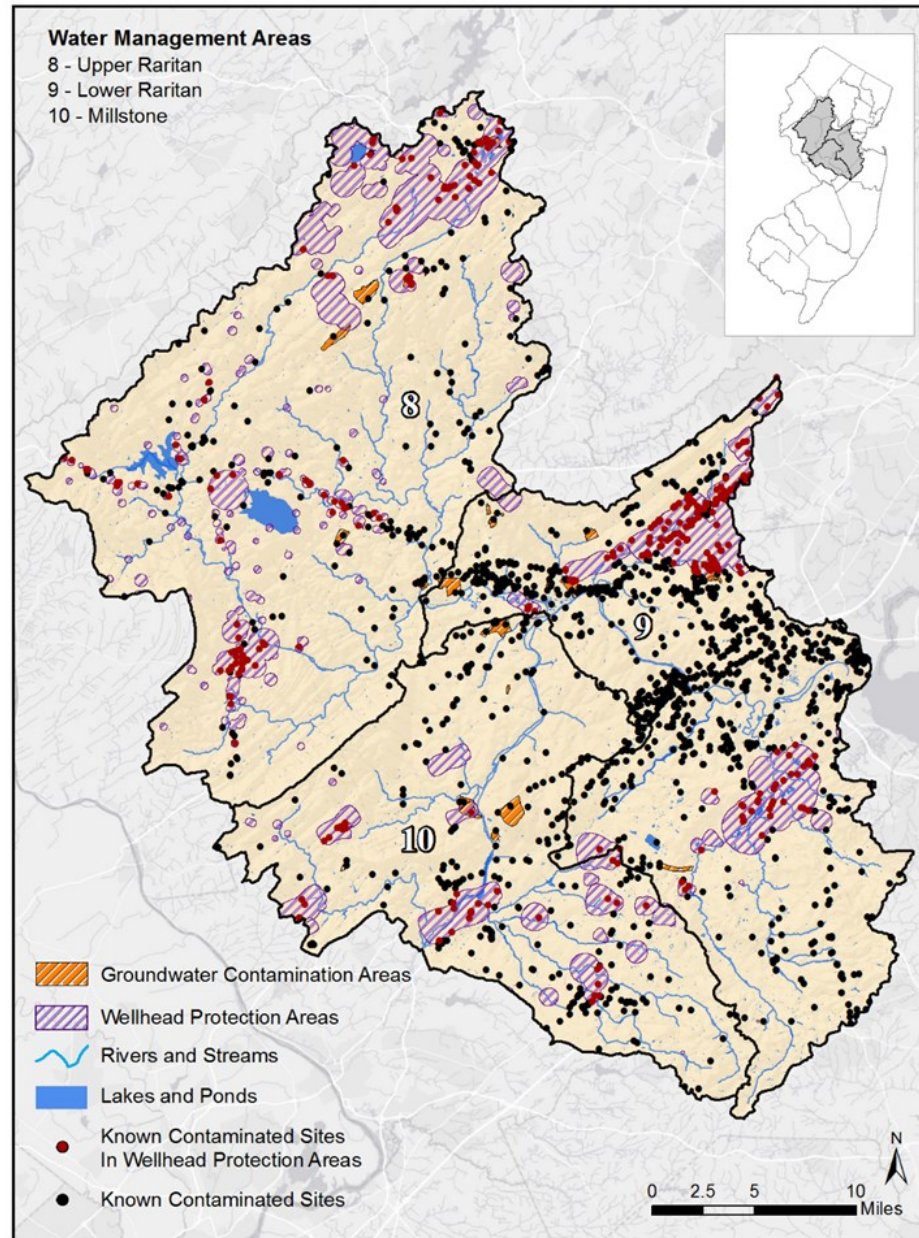 Water Management Areas
8 - Upper Raritan
9 - Lower Raritan
10 - Millstone
8
9
10
Groundwater Contamination Areas
Wellhead Protection Areas
Rivers and Streams
Lakes and Ponds
Known Contaminated Sites
In Wellhead Protection Areas
Known Contaminated Sites
N
0 2.5 5 10
Miles